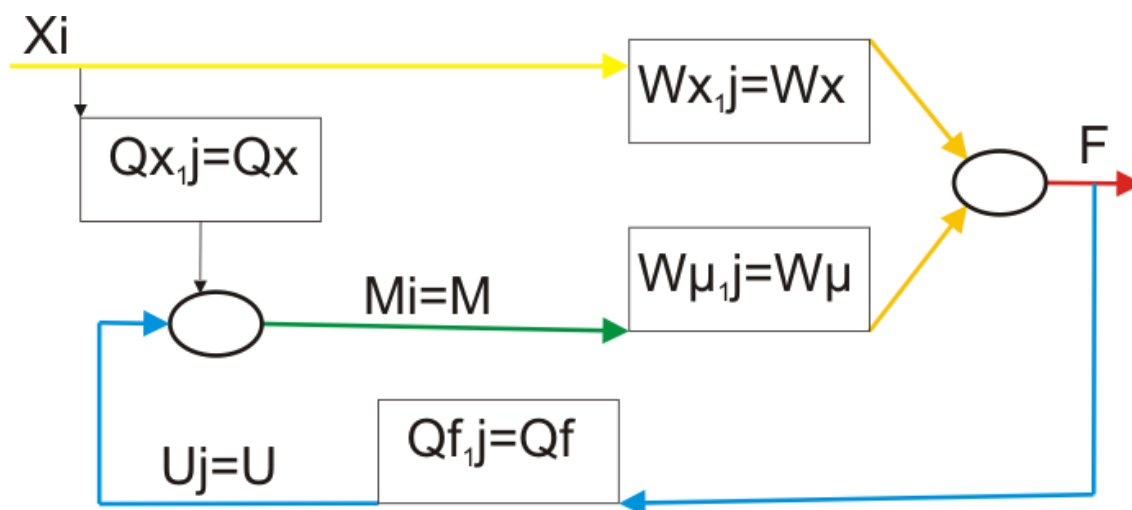 Xi
Wx₁j=Wx
Qx₁j=Qx
F
Wµ₁j=Wµ
Mi=M
Qf₁j=Qf
Uj=U